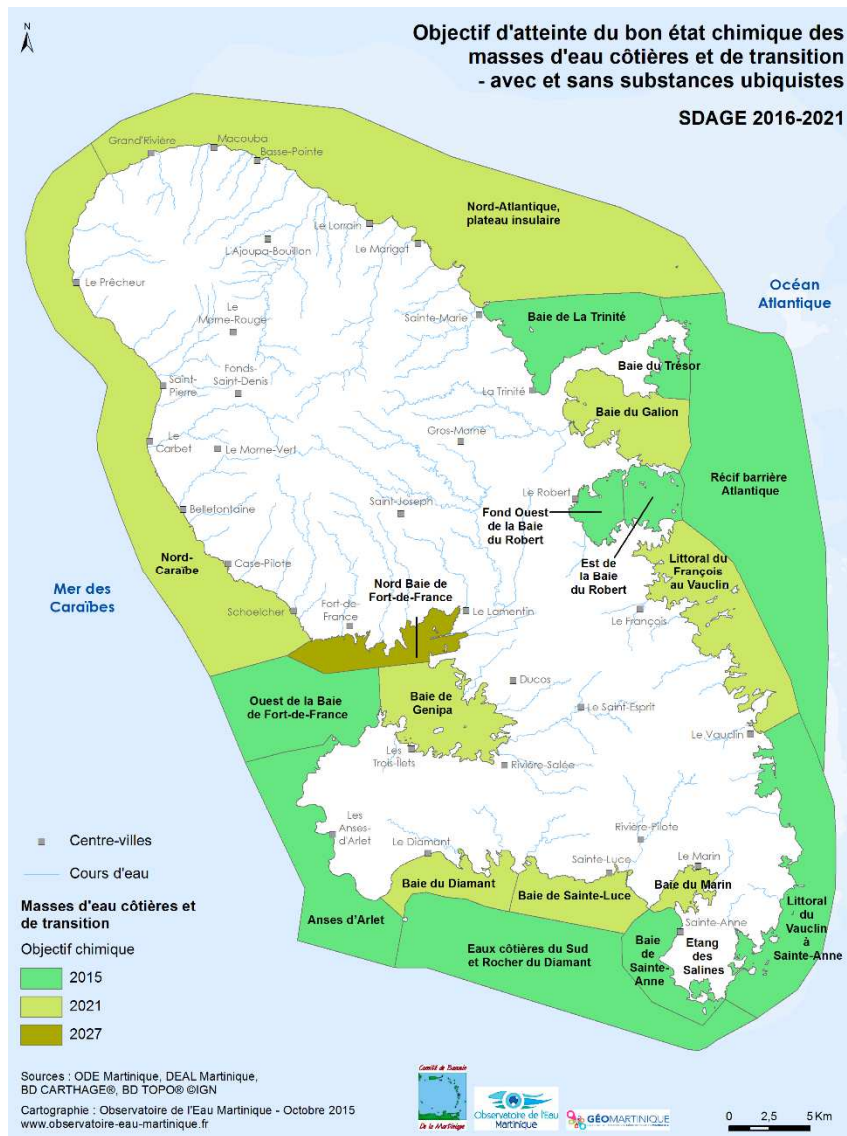 N
Objectif d'atteinte du bon état chimique des
masses d'eau côtières et de transition
- avec et sans substances ubiquistes
SDAGE 2016-2021
Grand'Rivière
Macouba
Basse-Pointe
Nord-Atlantique,
plateau insulaire
Le Lorrain
L'Ajoupa-Bouillon
Le Marigot
Le Prêcheur
Océan
Atlantique
Le
Morne-Rouge
Sainte-Marie
Baie de La Trinité
Baie du Trésor
Fonds-
Saint-Denis
Saint-
Pierre
La Trinité
Baie du Galion
Gros-Morne
Le
Carbet
Le Morne-Vert
Récif barrière
Atlantique
Le Robert
Saint-Joseph
Bellefontaine
Fond Ouest
de la Baie
du Robert
Est de
la Baie
du Robert
Littoral du
François
au Vauclin
Nord-
Caraïbe
Case-Pilote
Mer des
Caraïbes
Nord Baie de
Fort-de-France
Schoelcher
Fort-de-
France
Le Lamentin
Le François
Ducos
Ouest de la Baie
de Fort-de-France
Baie de
Genipa
Le Saint-Esprit
Le Vauclin
Les
Trois-Ilets
Rivière-Salée
Les
Anses-
d'Arlet
Rivière-Pilote
Le Diamant
Sainte-Luce
Le Marin
Baie du Diamant
Baie de Sainte-Luce
Baie du Marin
Anses d'Arlet
Sainte-Anne
Littoral
du
Vauclin
à
Sainte-Anne
Eaux côtières du Sud
et Rocher du Diamant
Baie
de
Sainte-
Anne
Etang
des
Salines
Centre-villes
Cours d'eau
Masses d'eau côtières et
de transition
Objectif chimique
2015
2021
2027
Sources : ODE Martinique, DEAL Martinique,
BD CARTHAGE®, BD TOPO® ©IGN
Cartographie : Observatoire de l'Eau Martinique - Octobre 2015
www.observatoire-eau-martinique.fr
Comité de Bassin
De la Martinique
Observatoire de l'Eau
Martinique
GÉOMARTINIQUE
0 2,5 5 Km